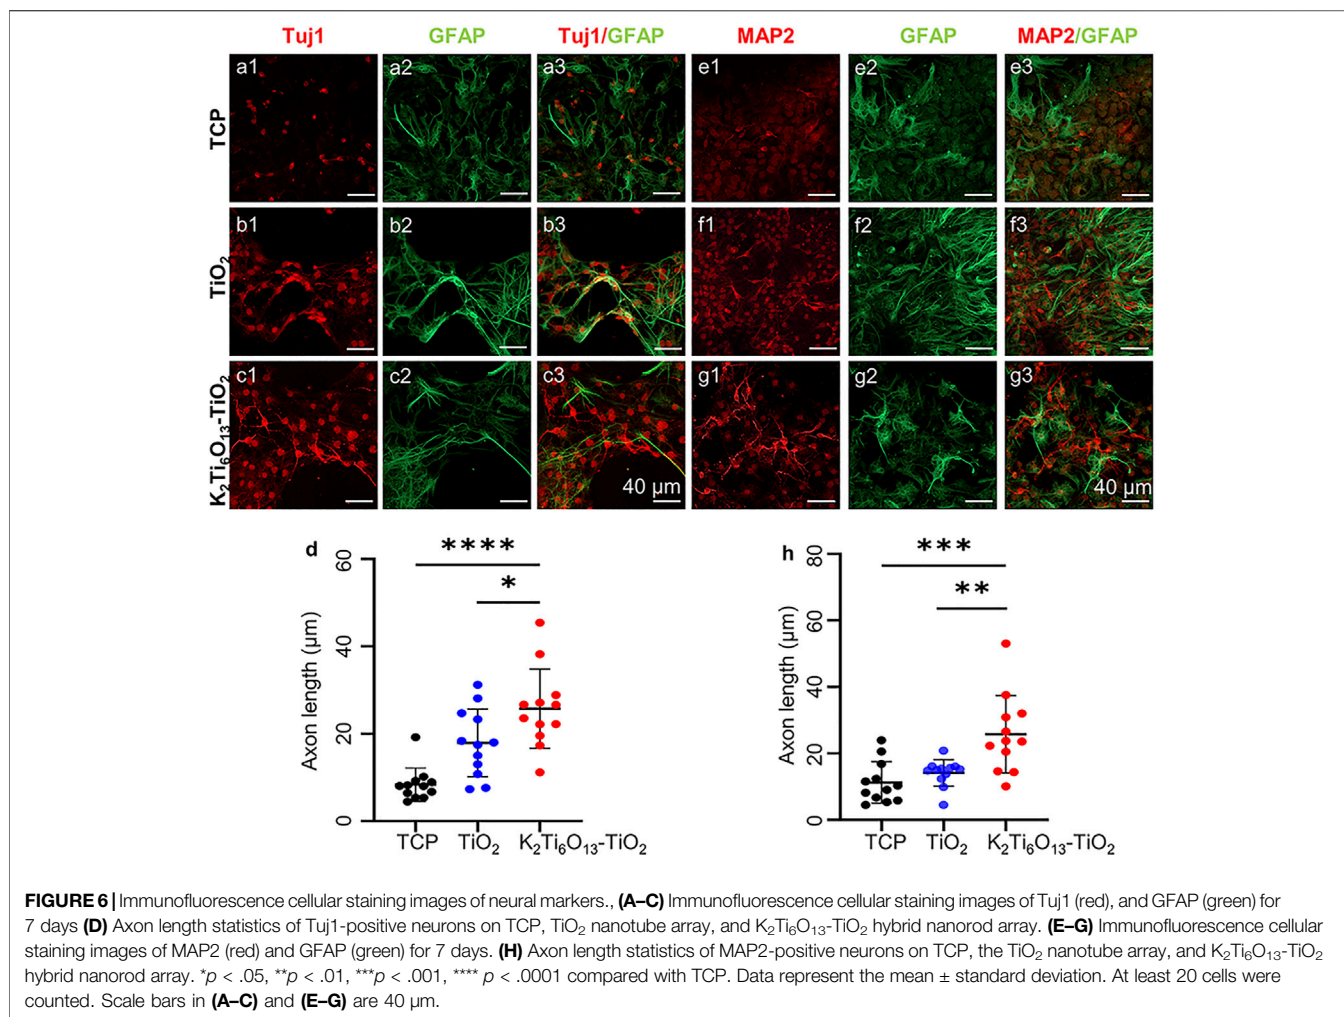 Tuj1 GFAP Tuj1/GFAP MAP2 GFAP MAP2/GFAP
TCP a1 a2 a3 e1 e2 e3
TiO₂ b1 b2 b3 f1 f2 f3
K₂Ti₆O₁₃-TiO₂ c1 c2 c3 g1 g2 g3
40 µm 40 µm
d
****
*
Axon length (µm)
60
40
20
0
TCP TiO₂ K₂Ti₆O₁₃-TiO₂
h
***
**
Axon length (µm)
80
60
40
20
0
TCP TiO₂ K₂Ti₆O₁₃-TiO₂
FIGURE 6 | Immunofluorescence cellular staining images of neural markers., (A–C) Immunofluorescence cellular staining images of Tuj1 (red), and GFAP (green) for
7 days (D) Axon length statistics of Tuj1-positive neurons on TCP, TiO₂ nanotube array, and K₂Ti₆O₁₃-TiO₂ hybrid nanorod array. (E–G) Immunofluorescence cellular
staining images of MAP2 (red) and GFAP (green) for 7 days. (H) Axon length statistics of MAP2-positive neurons on TCP, the TiO₂ nanotube array, and K₂Ti₆O₁₃-TiO₂
hybrid nanorod array. *p < .05, **p < .01, ***p < .001, **** p < .0001 compared with TCP. Data represent the mean ± standard deviation. At least 20 cells were
counted. Scale bars in (A–C) and (E–G) are 40 µm.